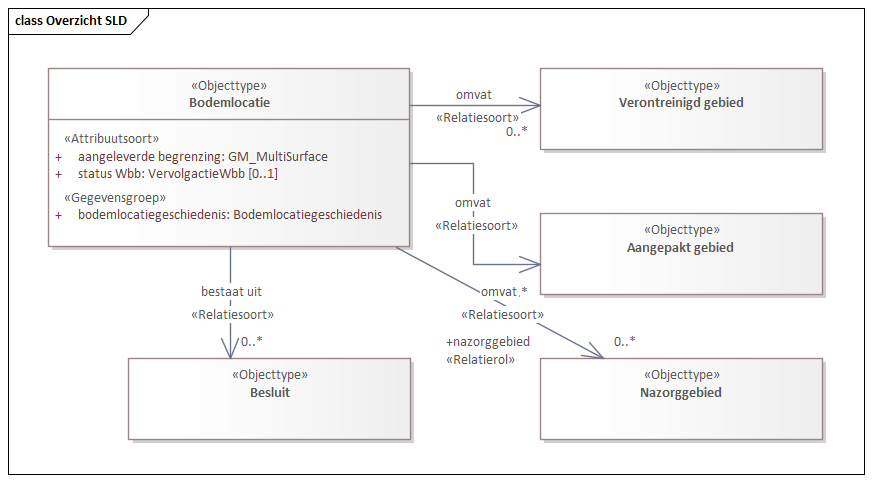 class Overzicht SLD
«Objecttype»
Bodemlocatie
«Attribuutsoort»
+ aangeleverde begrenzing: GM_MultiSurface
+ status Wbb: VervolgactieWbb [0..1]
«Gegevensgroep»
+ bodemlocatiegeschiedenis: Bodemlocatiegeschiedenis
omvat
«Relatiesoort»
0..*
«Objecttype»
Verontreinigd gebied
omvat
«Relatiesoort»
«Objecttype»
Aangepakt gebied
bestaat uit
«Relatiesoort»
0..*
omvat .*
«Relatiesoort»
+nazorggebied
«Relatierol»
0..*
«Objecttype»
Besluit
«Objecttype»
Nazorggebied